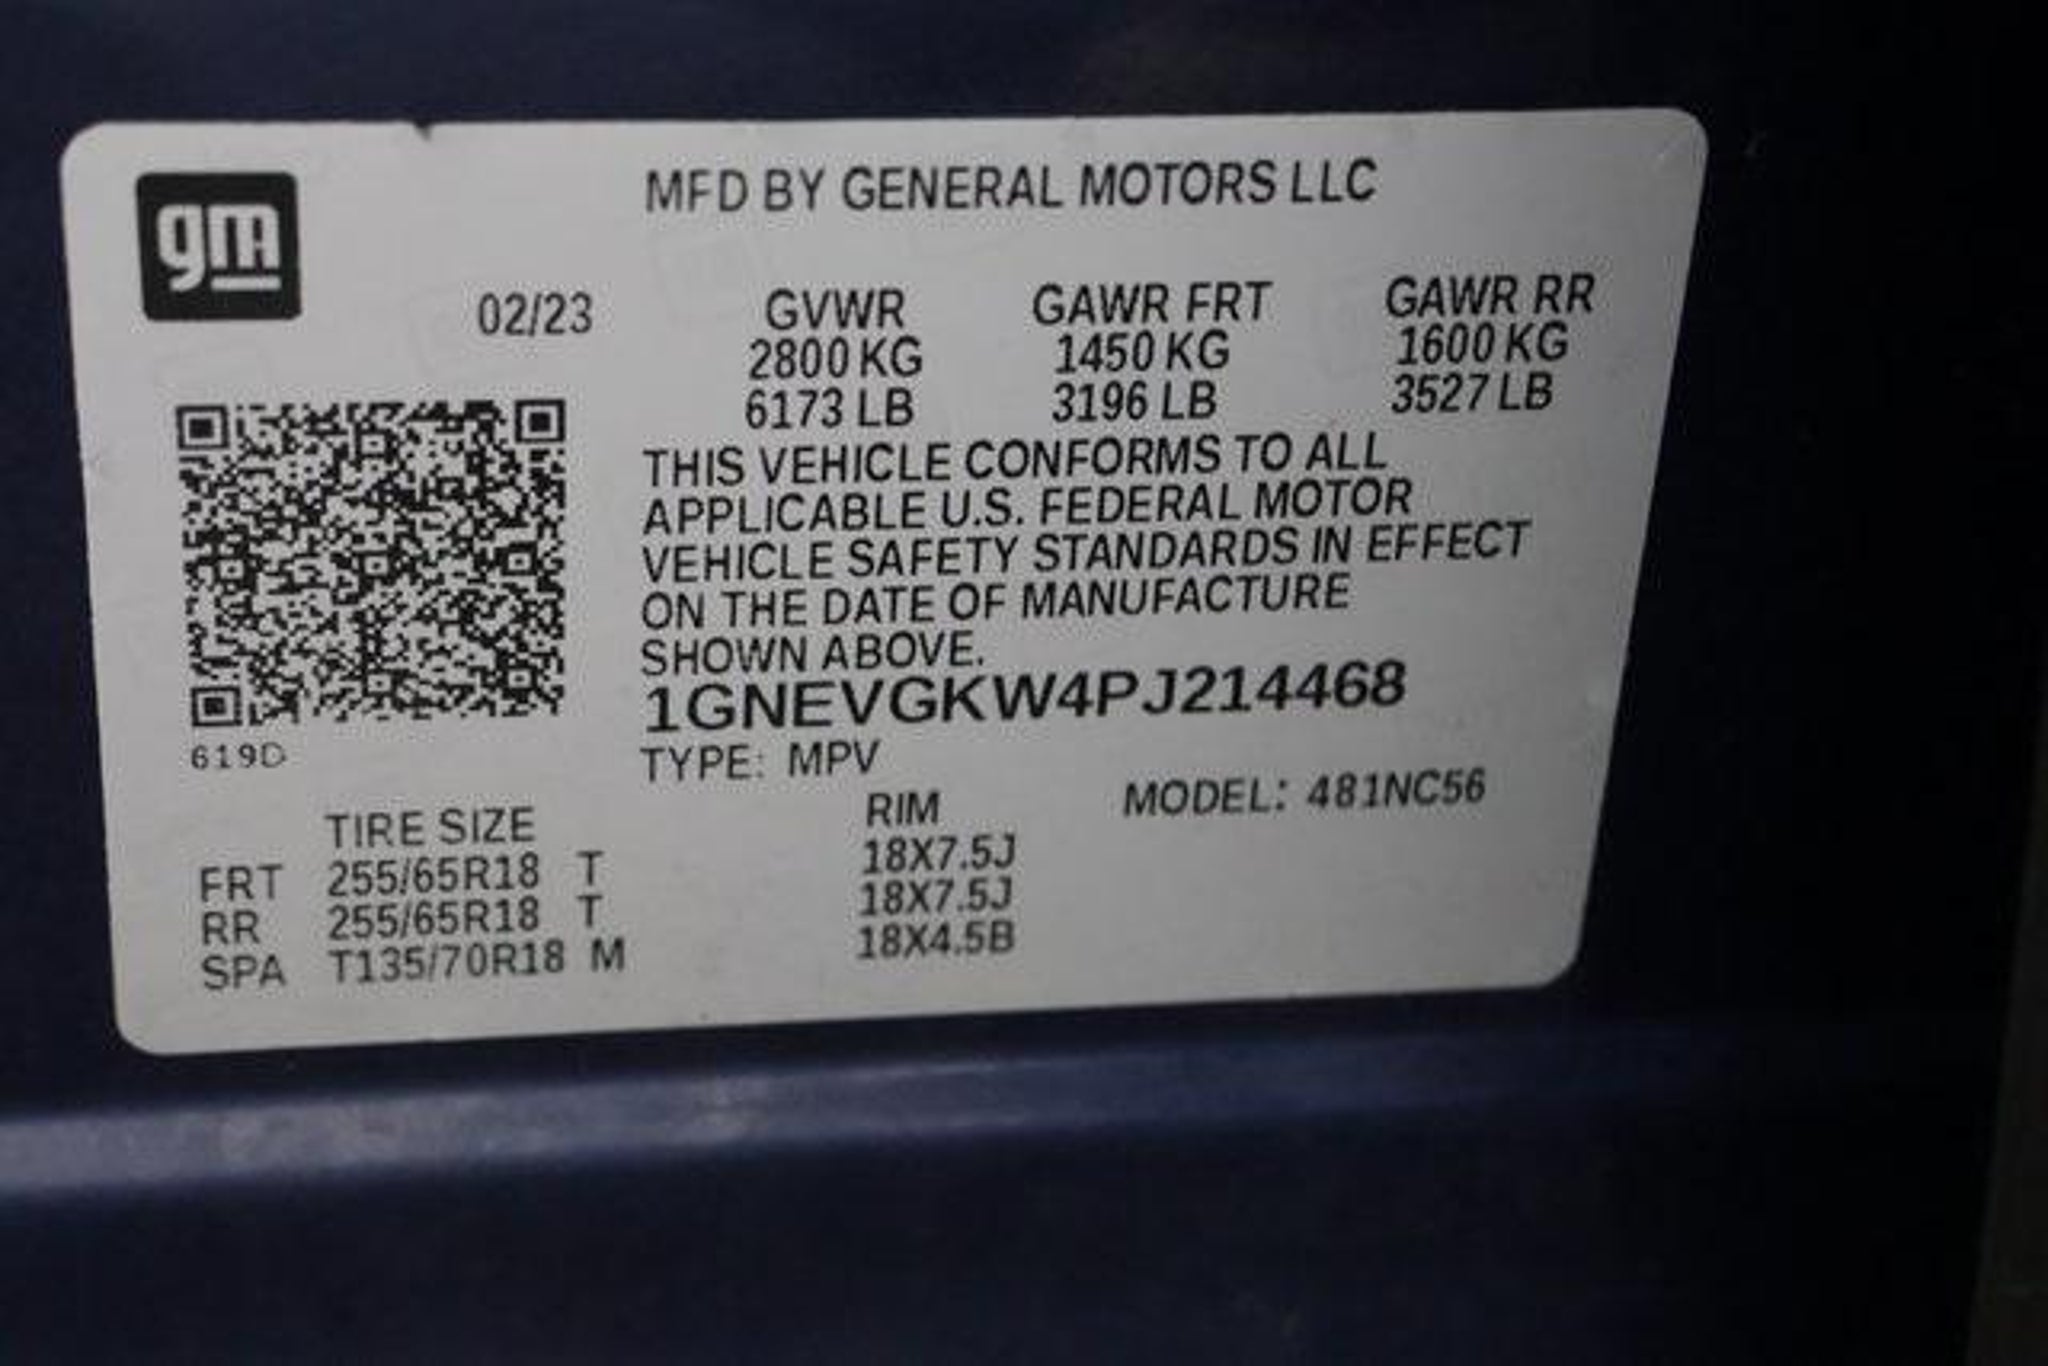 gm
MFD BY GENERAL MOTORS LLC
02/23
GVWR GAWR FRT GAWR RR
2800 KG 1450 KG 1600 KG
6173 LB 3196 LB 3527 LB
THIS VEHICLE CONFORMS TO ALL
APPLICABLE U.S. FEDERAL MOTOR
VEHICLE SAFETY STANDARDS IN EFFECT
ON THE DATE OF MANUFACTURE
SHOWN ABOVE.
1GNEVGKW4PJ214468
619D
TYPE: MPV
MODEL: 481NC56
TIRE SIZE RIM
FRT 255/65R18 T 18X7.5J
RR 255/65R18 T 18X7.5J
SPA T135/70R18 M 18X4.5B